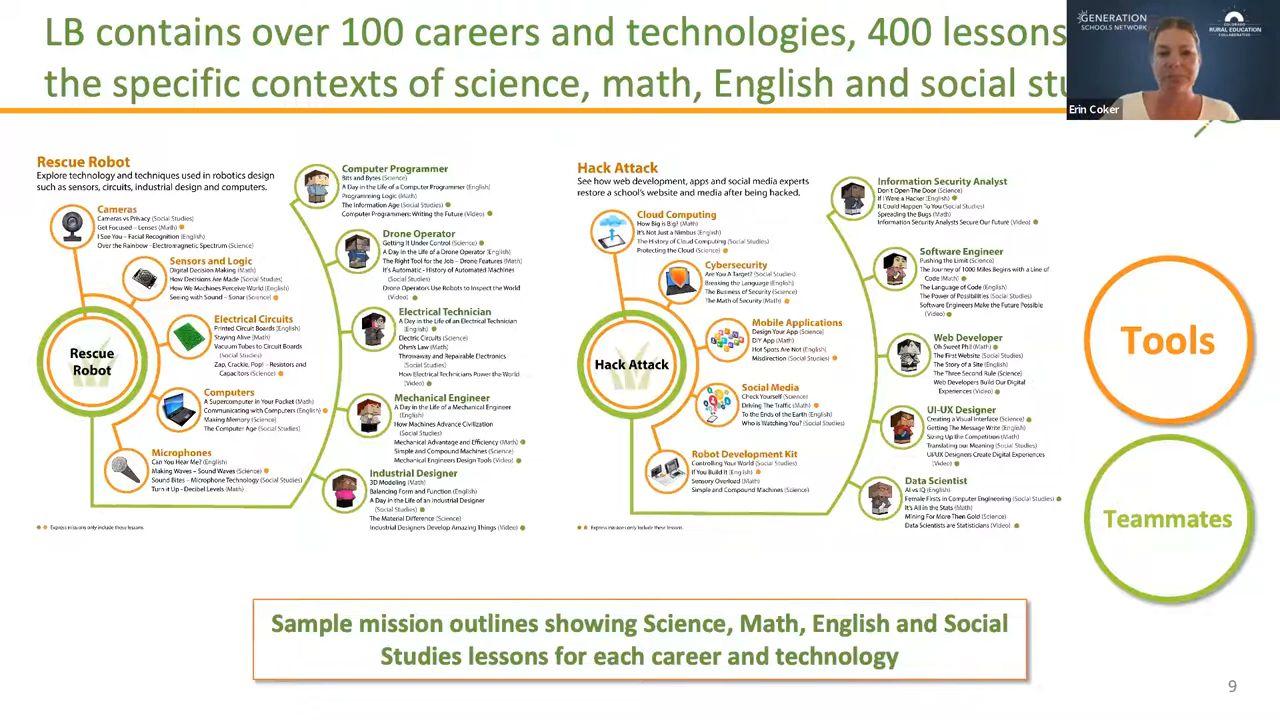 LB contains over 100 careers and technologies, 400 lessons
the specific contexts of science, math, English and social stu
GENERATION
SCHOOLS NETWORK
COLORADO
RURAL EDUCATION
COLLABORATIVE
Erin Coker
Rescue Robot
Explore technology and techniques used in robotics design
such as sensors, circuits, industrial design and computers.
Cameras
Cameras vs Privacy (Social Studies)
Get Focused – Lenses (Math)
I See You – Facial Recognition (English)
Over the Rainbow - Electromagnetic Spectrum (Science)
Sensors and Logic
Digital Decision Making (Math)
How Decisions Are Made (Social Studies)
How We Machines Perceive World (English)
Seeing with Sound – Sonar (Science)
Electrical Circuits
Printed Circuit Boards (English)
Staying Alive (Math)
Vacuum Tubes to Circuit Boards
(Social Studies)
Zap, Crackle, Pop! – Resistors and
Capacitors (Science)
Rescue
Robot
Computers
A Supercomputer in Your Pocket (Math)
Communicating with Computers (English)
Making Memory (Science)
The Computer Age (Social Studies)
Microphones
Can You Hear Me? (English)
Making Waves – Sound Waves (Science)
Sound Bites – Microphone Technology (Social Studies)
Turn it Up - Decibel Levels (Math)
Express missions only include these lessons.
Computer Programmer
Bits and Bytes (Science)
A Day in the Life of a Computer Programmer (English)
Programming Logic (Math)
The Information Age (Social Studies)
Computer Programmers: Writing the Future (Video)
Drone Operator
Getting It Under Control (Science)
A Day in the Life of a Drone Operator (English)
The Right Tool for the Job – Drone Features (Math)
It's Automatic - History of Automated Machines
(Social Studies)
Drone Operators Use Robots to Inspect the World
(Video)
Electrical Technician
A Day in the Life of an Electrical Technician
(English)
Electric Circuits (Science)
Ohm's Law (Math)
Throwaway and Repairable Electronics
(Social Studies)
How Electrical Technicians Power the World
(Video)
Mechanical Engineer
A Day in the Life of a Mechanical Engineer
(English)
How Machines Advance Civilization
(Social Studies)
Mechanical Advantage and Efficiency (Math)
Simple and Compound Machines (Science)
Mechanical Engineers Design Tools (Video)
Industrial Designer
3D Modeling (Math)
Balancing Form and Function (English)
A Day in the Life of an Industrial Designer
(Social Studies)
The Material Difference (Science)
Industrial Designers Develop Amazing Things (Video)
Hack Attack
See how web development, apps and social media experts
restore a school's website and media after being hacked.
Cloud Computing
How Big is Big? (Math)
It's Not Just a Nimbus (English)
The History of Cloud Computing (Social Studies)
Protecting the Cloud (Science)
Cybersecurity
Are You A Target? (Social Studies)
Breaking the Language (English)
The Business of Security (Science)
The Math of Security (Math)
Mobile Applications
Design Your App (Science)
DIY App (Math)
Hot Spots Are Not (English)
Misdirection (Social Studies)
Hack Attack
Social Media
Check Yourself (Science)
Driving The Traffic (Math)
To the Ends of the Earth (English)
Who is Watching You? (Social Studies)
Robot Development Kit
Controlling Your World (Social Studies)
If You Build It (English)
Sensory Overload (Math)
Simple and Compound Machines (Science)
Express missions only include these lessons.
Information Security Analyst
Don't Open The Door (Science)
If I Were a Hacker (English)
It Could Happen To You (Social Studies)
Spreading the Bugs (Math)
Information Security Analysts Secure Our Future (Video)
Software Engineer
Pushing the Limit (Science)
The Journey of 1000 Miles Begins with a Line of
Code (Math)
The Language of Code (English)
The Power of Possibilities (Social Studies)
Software Engineers Make the Future Possible
(Video)
Web Developer
Oh Sweet Phi! (Math)
The First Website (Social Studies)
The Story of a Site (English)
The Three Second Rule (Science)
Web Developers Build Our Digital
Experiences (Video)
UI-UX Designer
Creating a Visual Interface (Science)
Getting The Message Write (English)
Sizing Up the Competition (Math)
Translating our Meaning (Social Studies)
UI/UX Designers Create Digital Experiences
(Video)
Data Scientist
AI vs IQ (English)
Female Firsts in Computer Engineering (Social Studies)
It's All in the Stats (Math)
Mining For More Then Gold (Science)
Data Scientists are Statisticians (Video)
Tools
Teammates
Sample mission outlines showing Science, Math, English and Social
Studies lessons for each career and technology
9